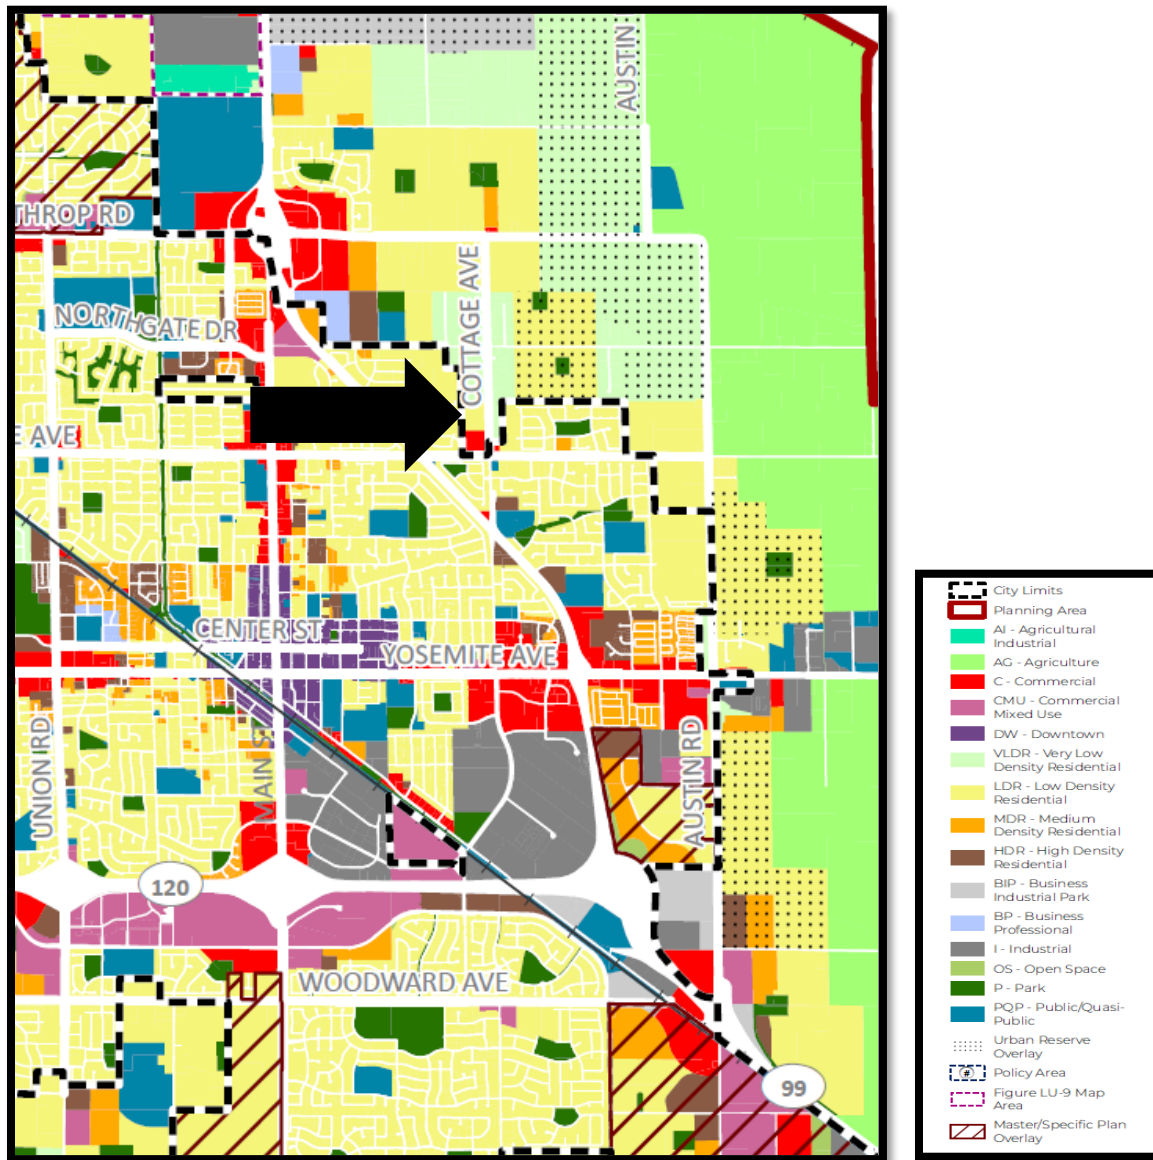 AUSTIN
THROP RD
COTTAGE AVE
NORTHGATE DR
E AVE
CENTER ST
YOSEMITE AVE
UNION RD
MAIN S
AUSTIN RD
120
WOODWARD AVE
99
City Limits
Planning Area
AI - Agricultural
Industrial
AG - Agriculture
C - Commercial
CMU - Commercial
Mixed Use
DW - Downtown
VLDR - Very Low
Density Residential
LDR - Low Density
Residential
MDR - Medium
Density Residential
HDR - High Density
Residential
BIP - Business
Industrial Park
BP - Business
Professional
I - Industrial
OS - Open Space
P - Park
PQP - Public/Quasi-
Public
Urban Reserve
Overlay
#
Policy Area
Figure LU-9 Map
Area
Master/Specific Plan
Overlay